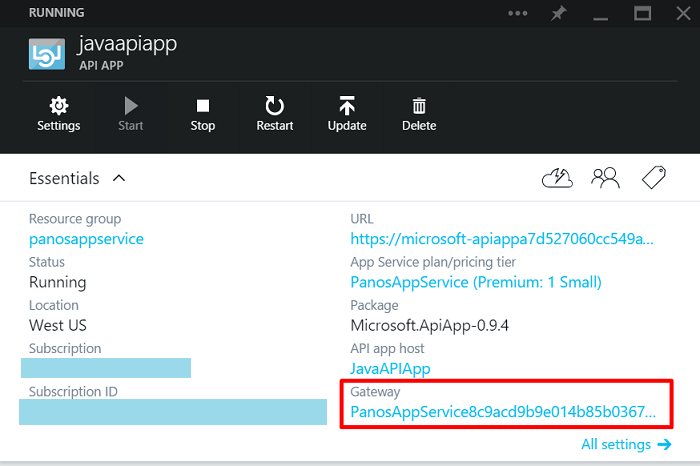 RUNNING
javaapiapp
API APP
Settings
Start
Stop
Restart
Update
Delete
Essentials
Resource group
panosappservice
Status
Running
Location
West US
Subscription
Subscription ID
URL
https://microsoft-apiappa7d527060cc549a...
App Service plan/pricing tier
PanosAppService (Premium: 1 Small)
Package
Microsoft.ApiApp-0.9.4
API app host
JavaAPIApp
Gateway
PanosAppService8c9acd9b9e014b85b0367...
All settings